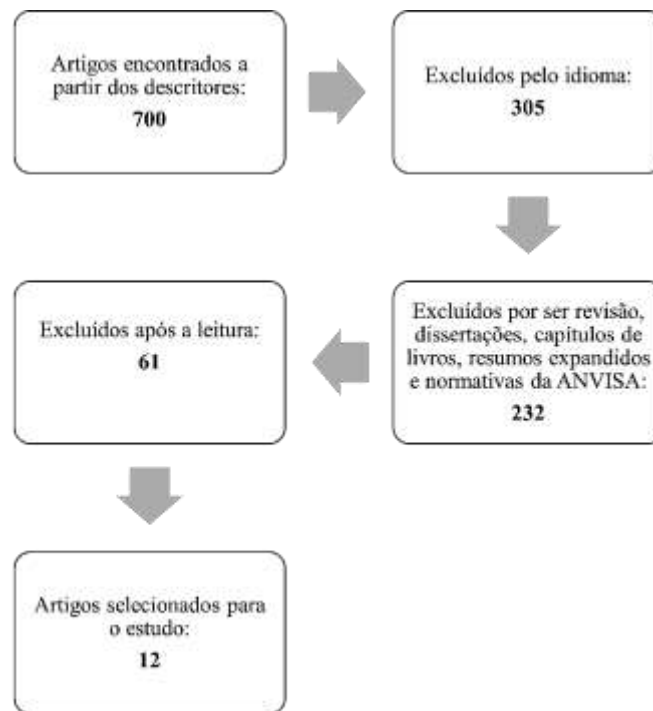 Artigos encontrados a
partir dos descritores:
700
Excluídos pelo idioma:
305
Excluídos por ser revisão,
dissertações, capítulos de
livros, resumos expandidos
e normativas da ANVISA:
232
Excluídos após a leitura:
61
Artigos selecionados para
o estudo:
12